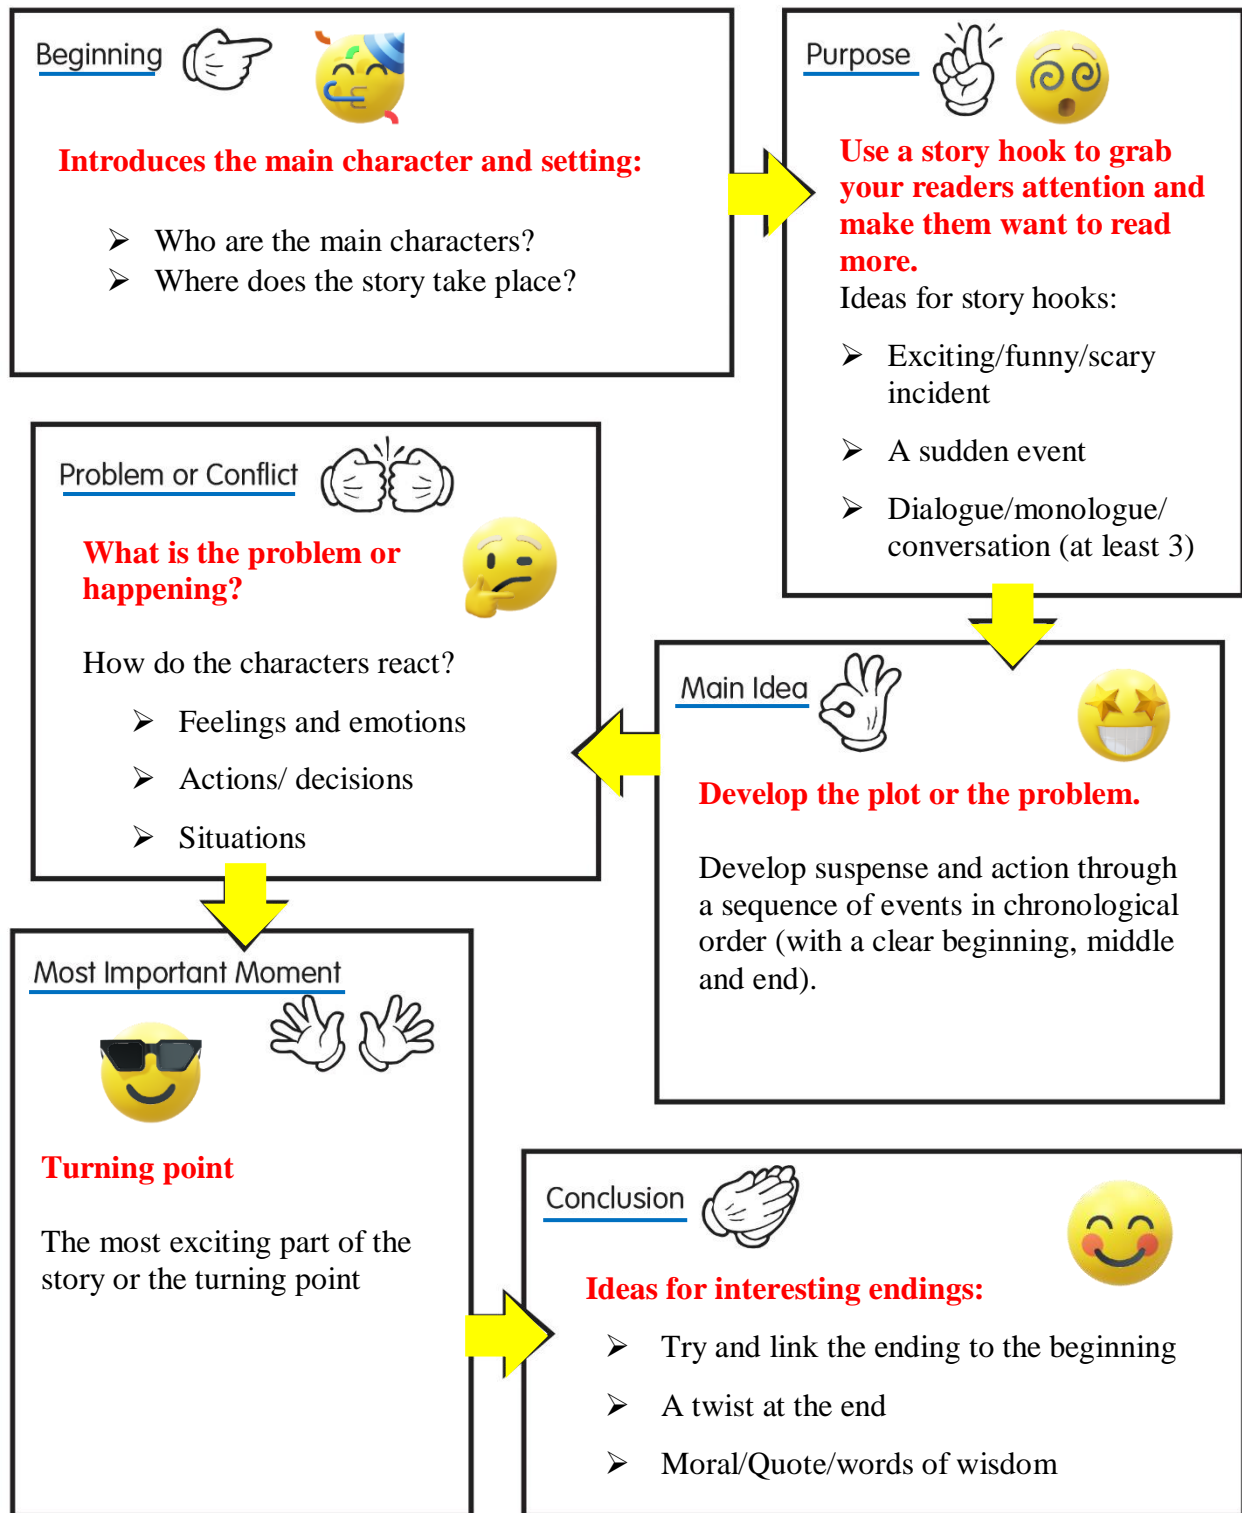 Beginning
Introduces the main character and setting:
➢ Who are the main characters?
➢ Where does the story take place?
Purpose
Use a story hook to grab
your readers attention and
make them want to read
more.
Ideas for story hooks:
➢ Exciting/funny/scary
incident
➢ A sudden event
➢ Dialogue/monologue/
conversation (at least 3)
Main Idea
Develop the plot or the problem.
Develop suspense and action through
a sequence of events in chronological
order (with a clear beginning, middle
and end).
Problem or Conflict
What is the problem or
happening?
How do the characters react?
➢ Feelings and emotions
➢ Actions/ decisions
➢ Situations
Most Important Moment
Turning point
The most exciting part of the
story or the turning point
Conclusion
Ideas for interesting endings:
➢ Try and link the ending to the beginning
➢ A twist at the end
➢ Moral/Quote/words of wisdom